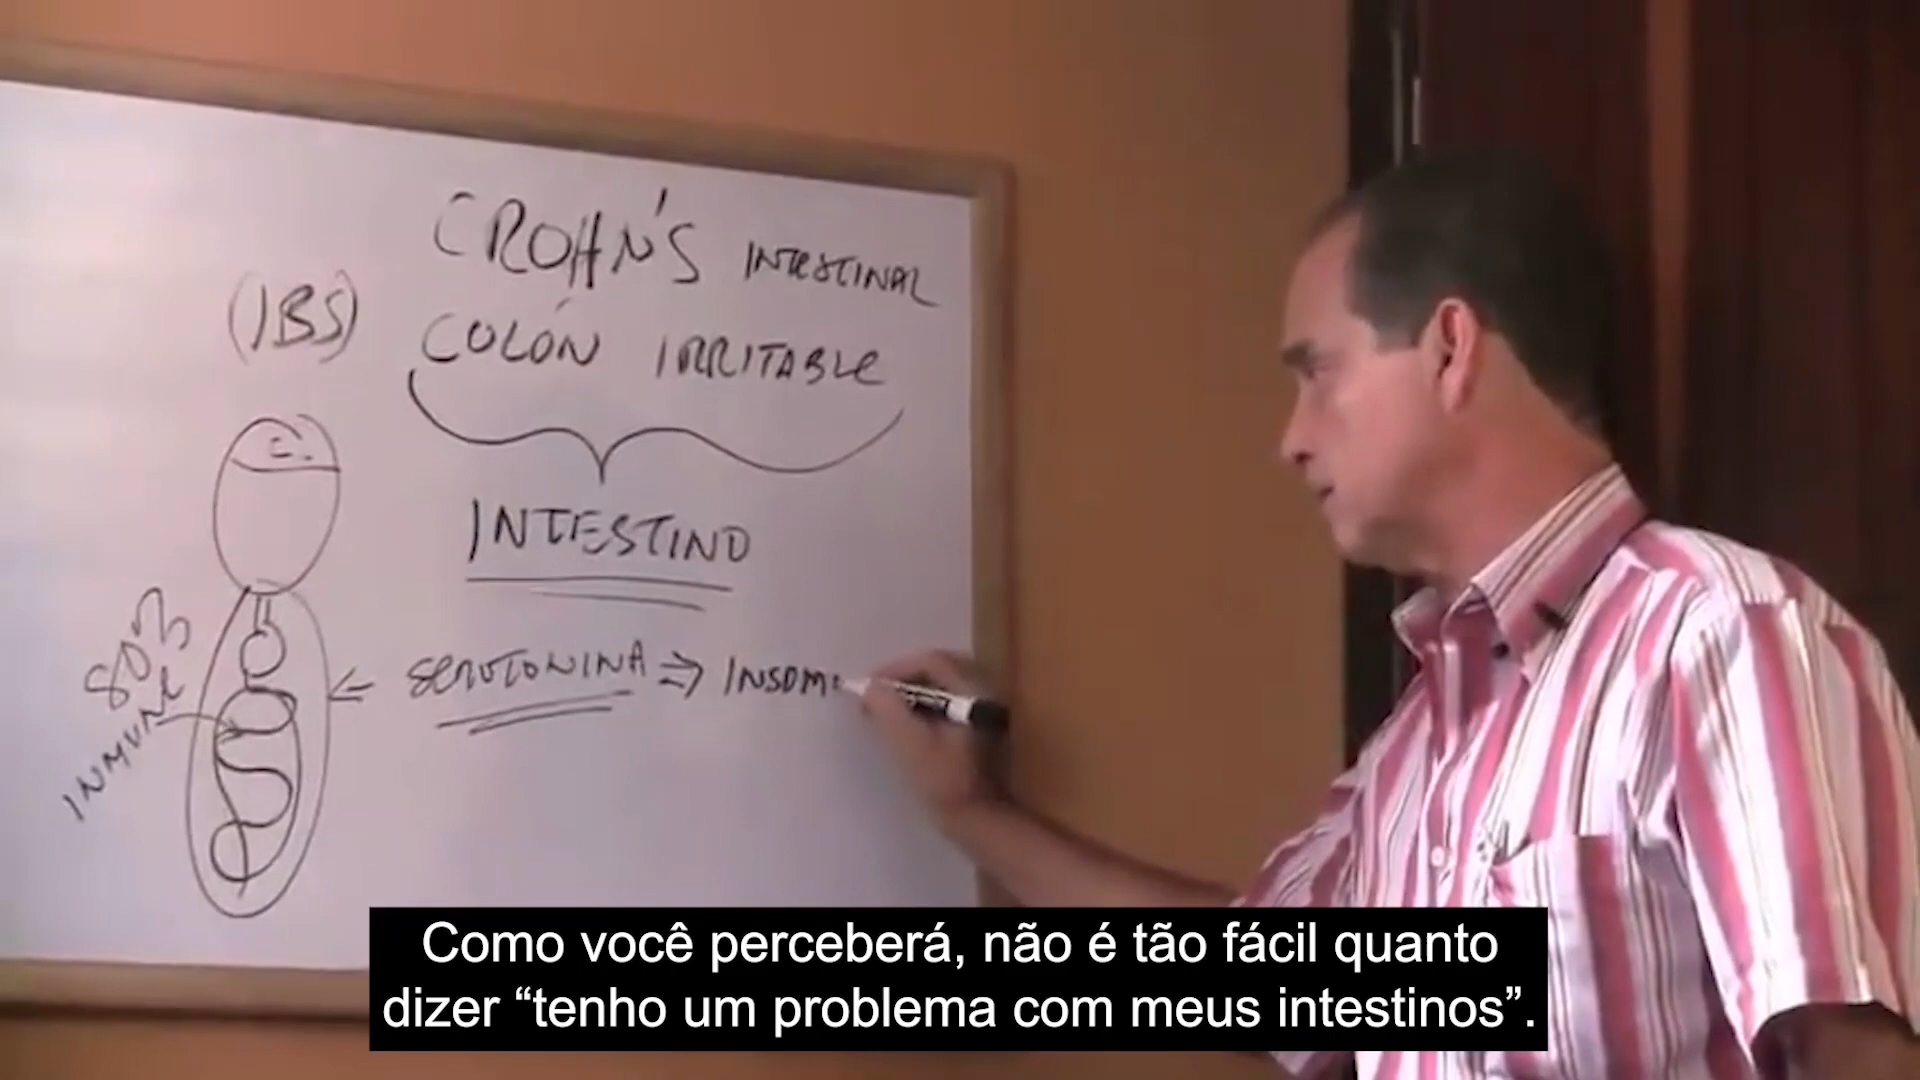 CROHN'S INTESTINAL
(IBS)
COLÓN IRRITABLE
C.
INTESTINO
80%
INMUNE
SEROTONINA ⇒ INSOM
Como você perceberá, não é tão fácil quanto
dizer “tenho um problema com meus intestinos”.